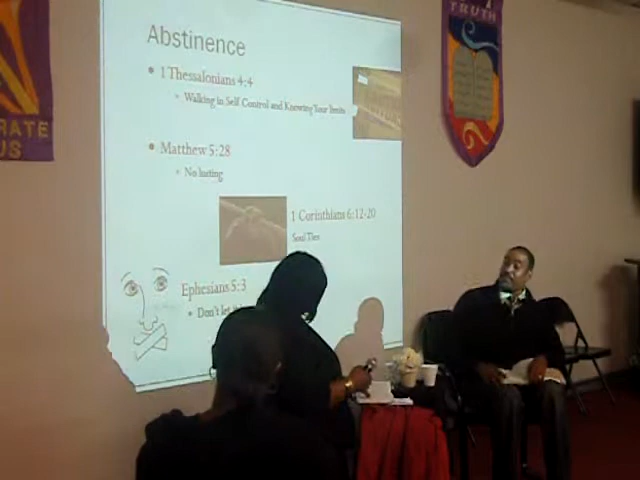 Abstinence
• 1 Thessalonians 4:4
◦ Walking in Self Control and Knowing Your limits
• Matthew 5:28
◦ No lusting
1 Corinthians 6:12-20
Soul Ties
Ephesians 5:3
• Don't let
TRUTH
RATE
US